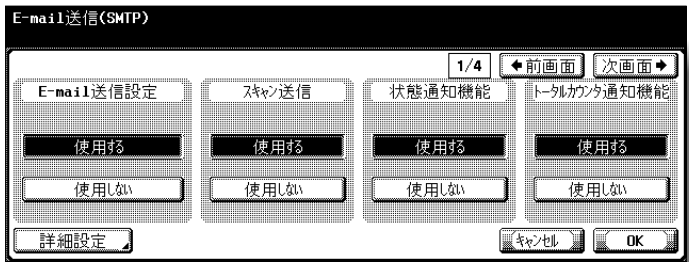 E-mail送信(SMTP)
1/4 ←前画面 次画面→
E-mail送信設定 スキャン送信 状態通知機能 トータルカウンタ通知機能
使用する 使用する 使用する 使用する
使用しない 使用しない 使用しない 使用しない
詳細設定 キャンセル OK